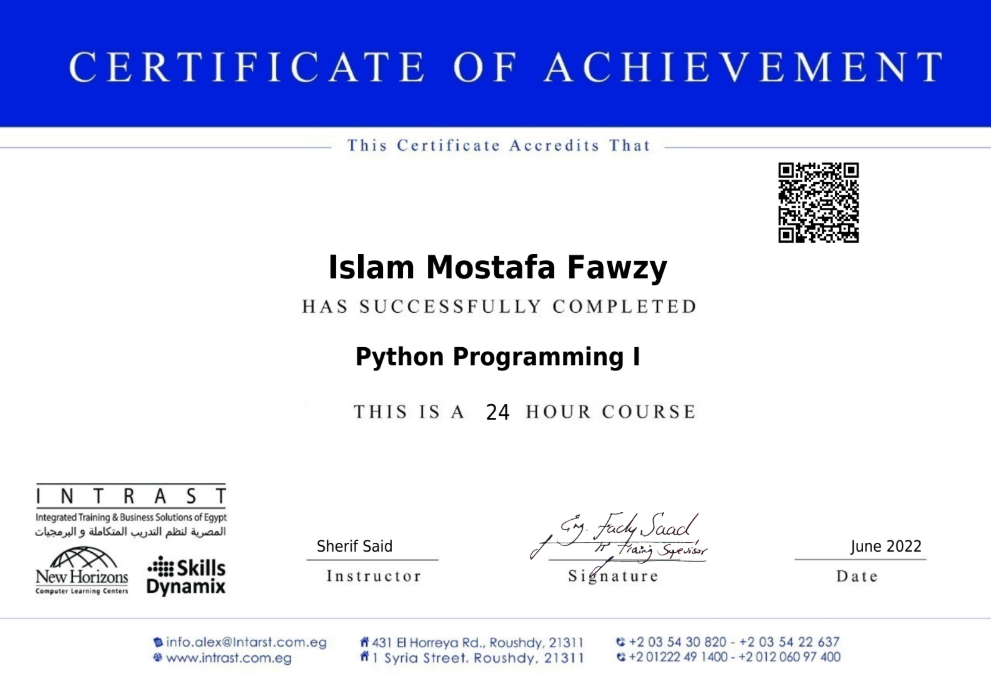 CERTIFICATE OF ACHIEVEMENT
This Certificate Accredits That
Islam Mostafa Fawzy
HAS SUCCESSFULLY COMPLETED
Python Programming I
THIS IS A 24 HOUR COURSE
INTRAST
Integrated Training & Business Solutions of Egypt
المصرية لنظم التدريب المتكاملة و البرمجيات
New Horizons
Computer Learning Centers
Skills
Dynamix
Sherif Said
Instructor
Eng. Fady Saad
IT Training Supervisor
Signature
June 2022
Date
info.alex@Intarst.com.eg
www.intrast.com.eg
431 El Horreya Rd., Roushdy, 21311
1 Syria Street. Roushdy, 21311
+2 03 54 30 820 - +2 03 54 22 637
+2 01222 49 1400 - +2 012 060 97 400